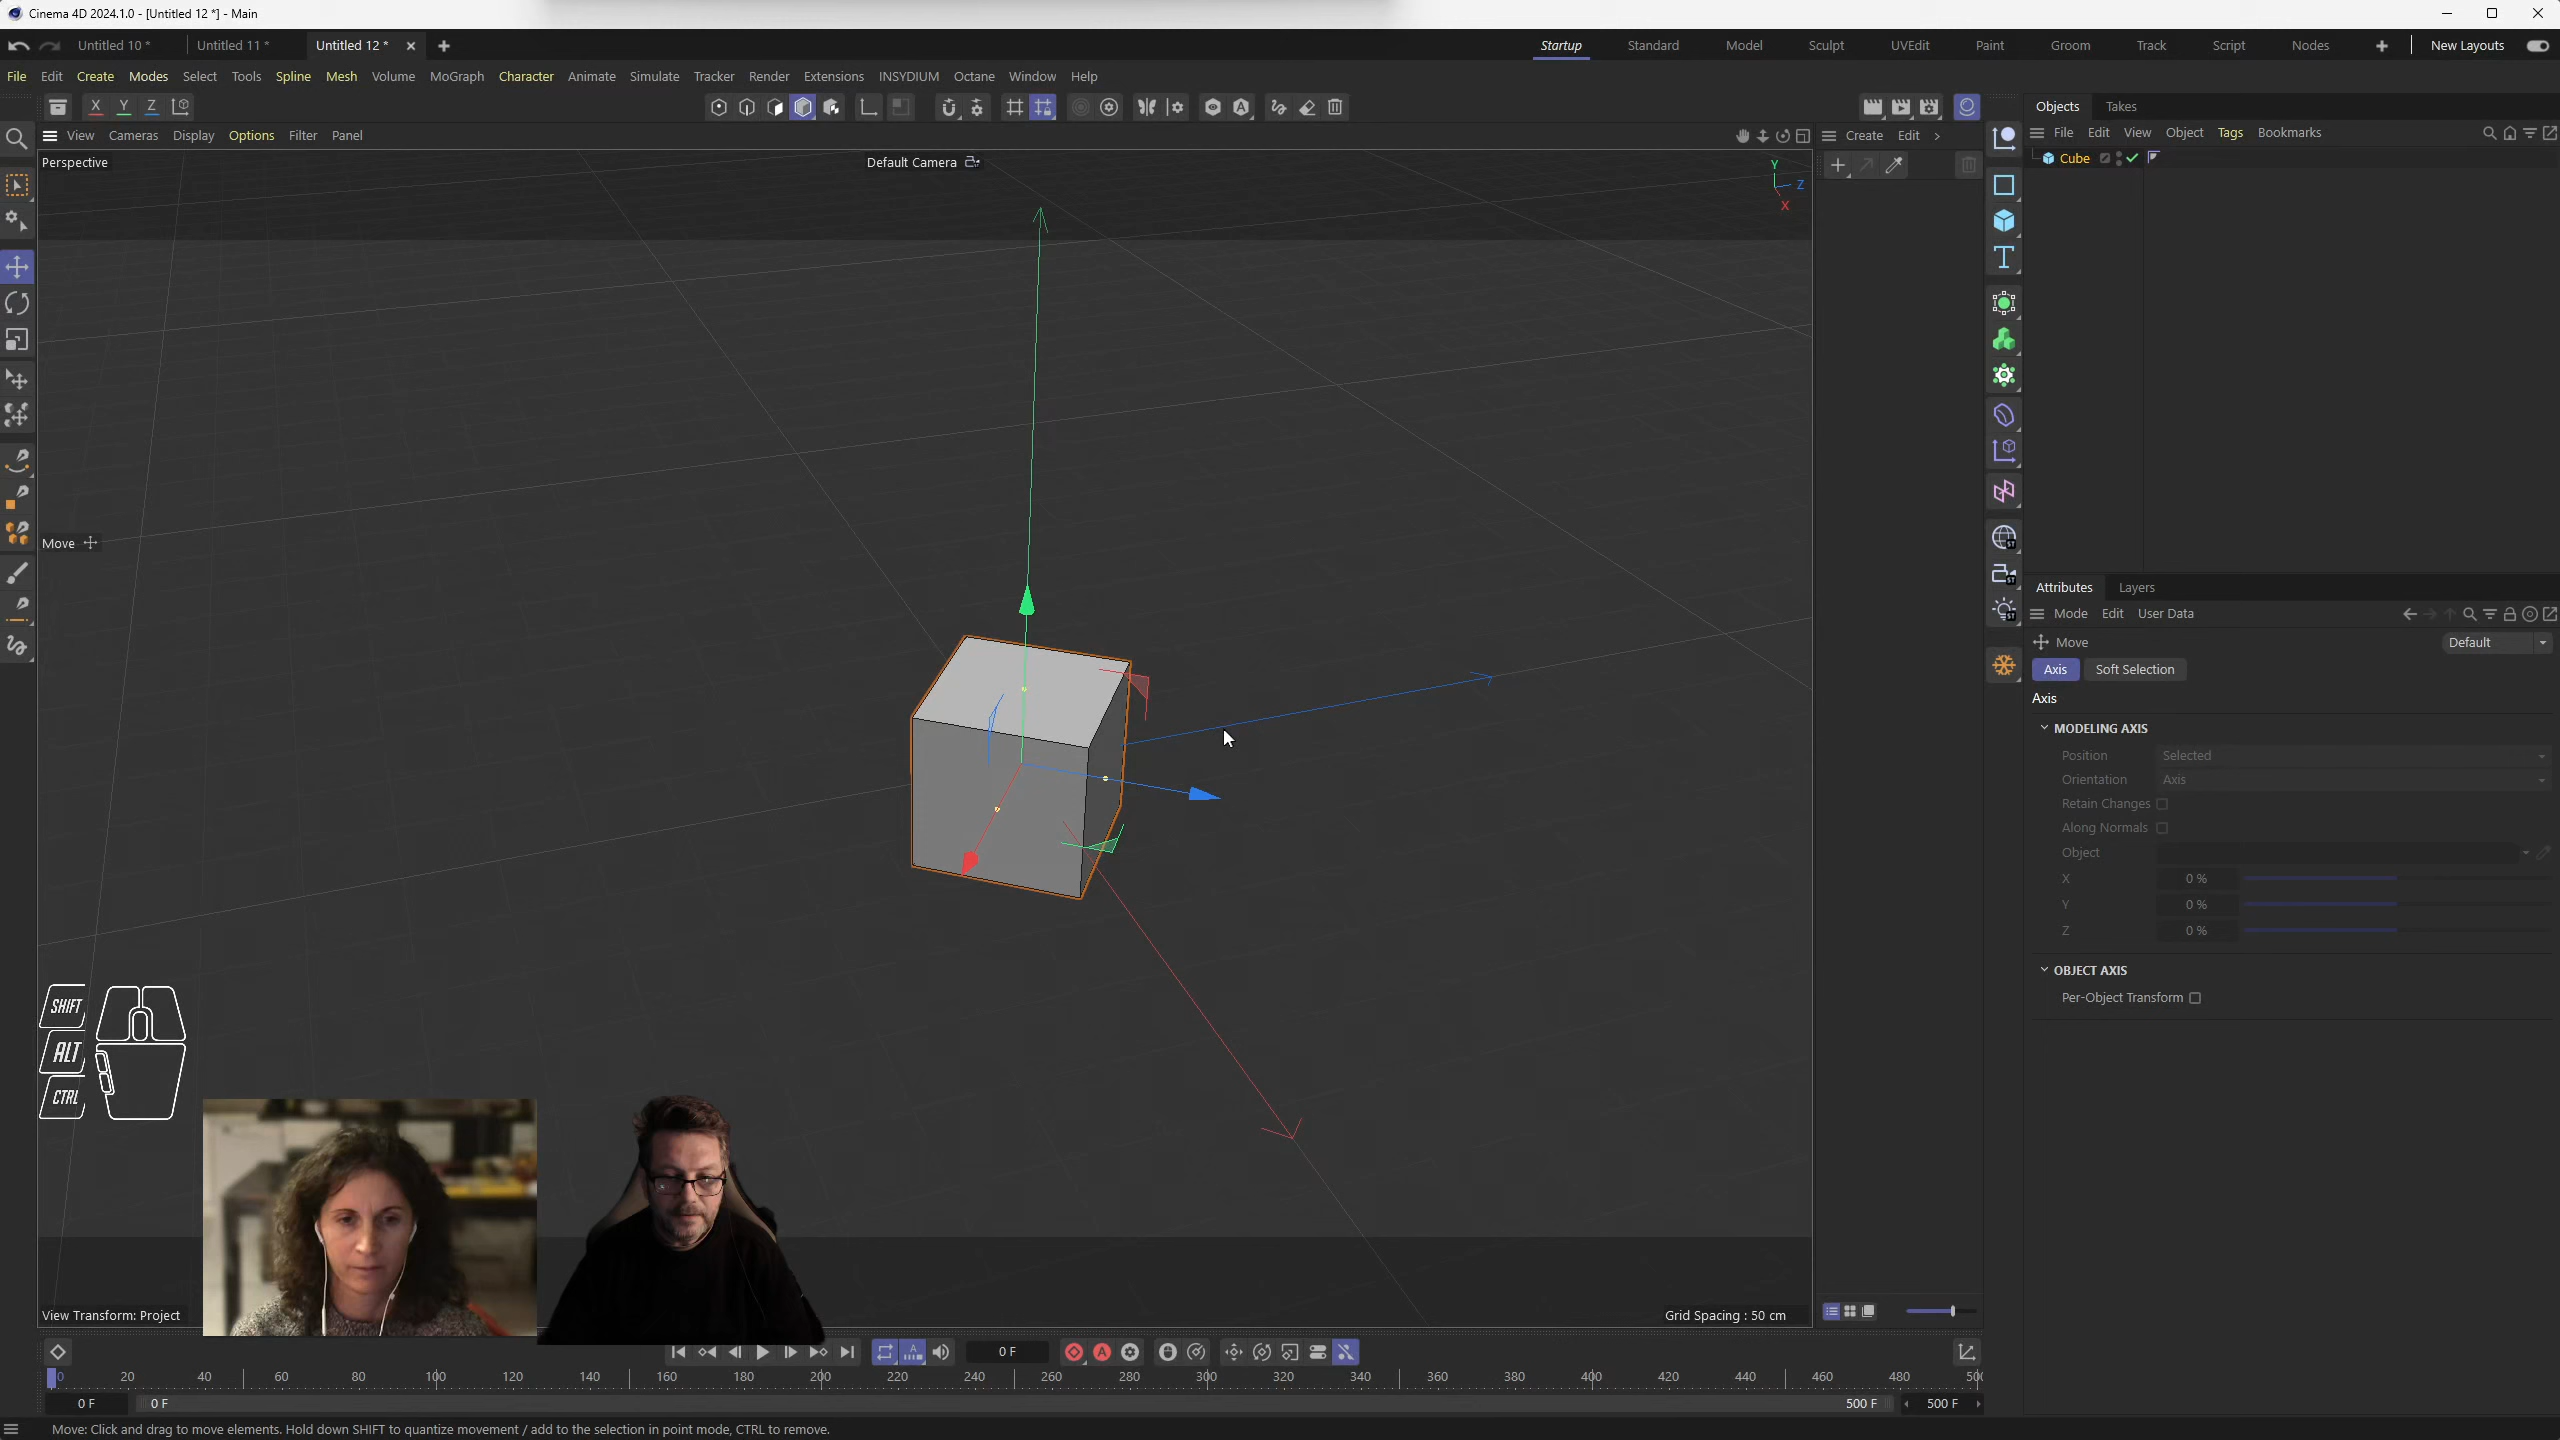 Cinema 4D 2024.1.0 - [Untitled 12 *] - Main
Untitled 10 *
Untitled 11 *
Untitled 12 *
Startup
Standard
Model
Sculpt
UVEdit
Paint
Groom
Track
Script
Nodes
New Layouts
File Edit Create Modes Select Tools Spline Mesh Volume MoGraph Character Animate Simulate Tracker Render Extensions INSYDIUM Octane Window Help
X Y Z
Objects Takes
View Cameras Display Options Filter Panel
Create Edit
File Edit View Object Tags Bookmarks
Perspective
Default Camera
Cube
Y
Z
X
Move
Attributes Layers
Mode Edit User Data
Move
Default
Axis
Soft Selection
Axis
MODELING AXIS
Position Selected
Orientation Axis
Retain Changes
Along Normals
Object
X 0 %
Y 0 %
Z 0 %
OBJECT AXIS
Per-Object Transform
SHIFT
ALT
CTRL
View Transform: Project
Grid Spacing : 50 cm
0 F
0 20 40 60 80 100 120 140 160 180 200 220 240 260 280 300 320 340 360 380 400 420 440 460 480 50
0 F
0 F
500 F
500 F
Move: Click and drag to move elements. Hold down SHIFT to quantize movement / add to the selection in point mode, CTRL to remove.